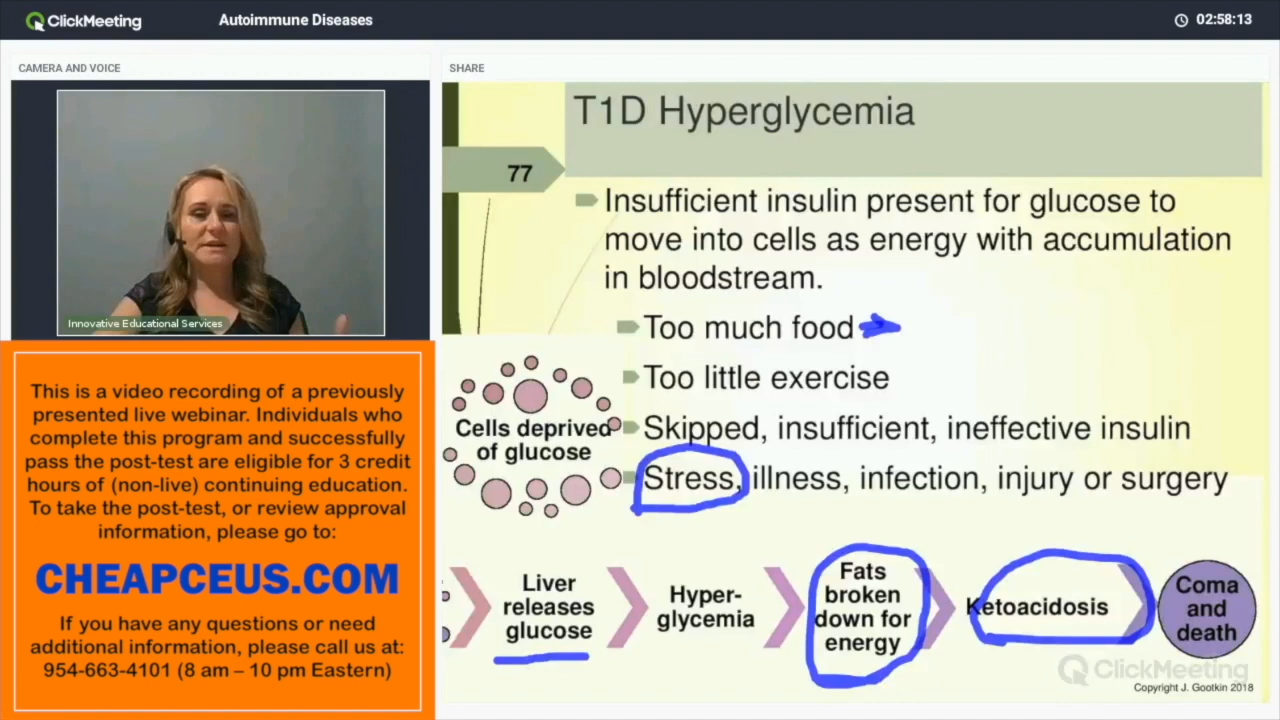 ClickMeeting
Autoimmune Diseases
02:58:13
CAMERA AND VOICE
SHARE
Innovative Educational Services
This is a video recording of a previously
presented live webinar. Individuals who
complete this program and successfully
pass the post-test are eligible for 3 credit
hours of (non-live) continuing education.
To take the post-test, or review approval
information, please go to:
CHEAPCEUS.COM
If you have any questions or need
additional information, please call us at:
954-663-4101 (8 am – 10 pm Eastern)
T1D Hyperglycemia
77
Insufficient insulin present for glucose to
move into cells as energy with accumulation
in bloodstream.
Too much food
Too little exercise
Skipped, insufficient, ineffective insulin
Stress, illness, infection, injury or surgery
Cells deprived
of glucose
Liver
releases
glucose
Hyper-
glycemia
Fats
broken
down for
energy
Ketoacidosis
Coma
and
death
ClickMeeting
Copyright J. Gootkin 2018